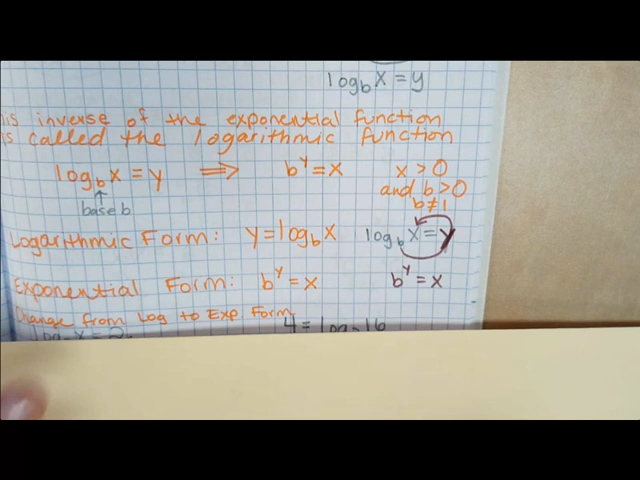 log_b x = y
is inverse of the exponential function
is called the logarithmic function
log_b x = y ⟹ b^y = x x > 0
and b > 0
base b b ≠ 1
Logarithmic Form: y = log_b x log_b x = y
Exponential Form: b^y = x b^y = x
Change from Log to Exp. Form
4 = log 16